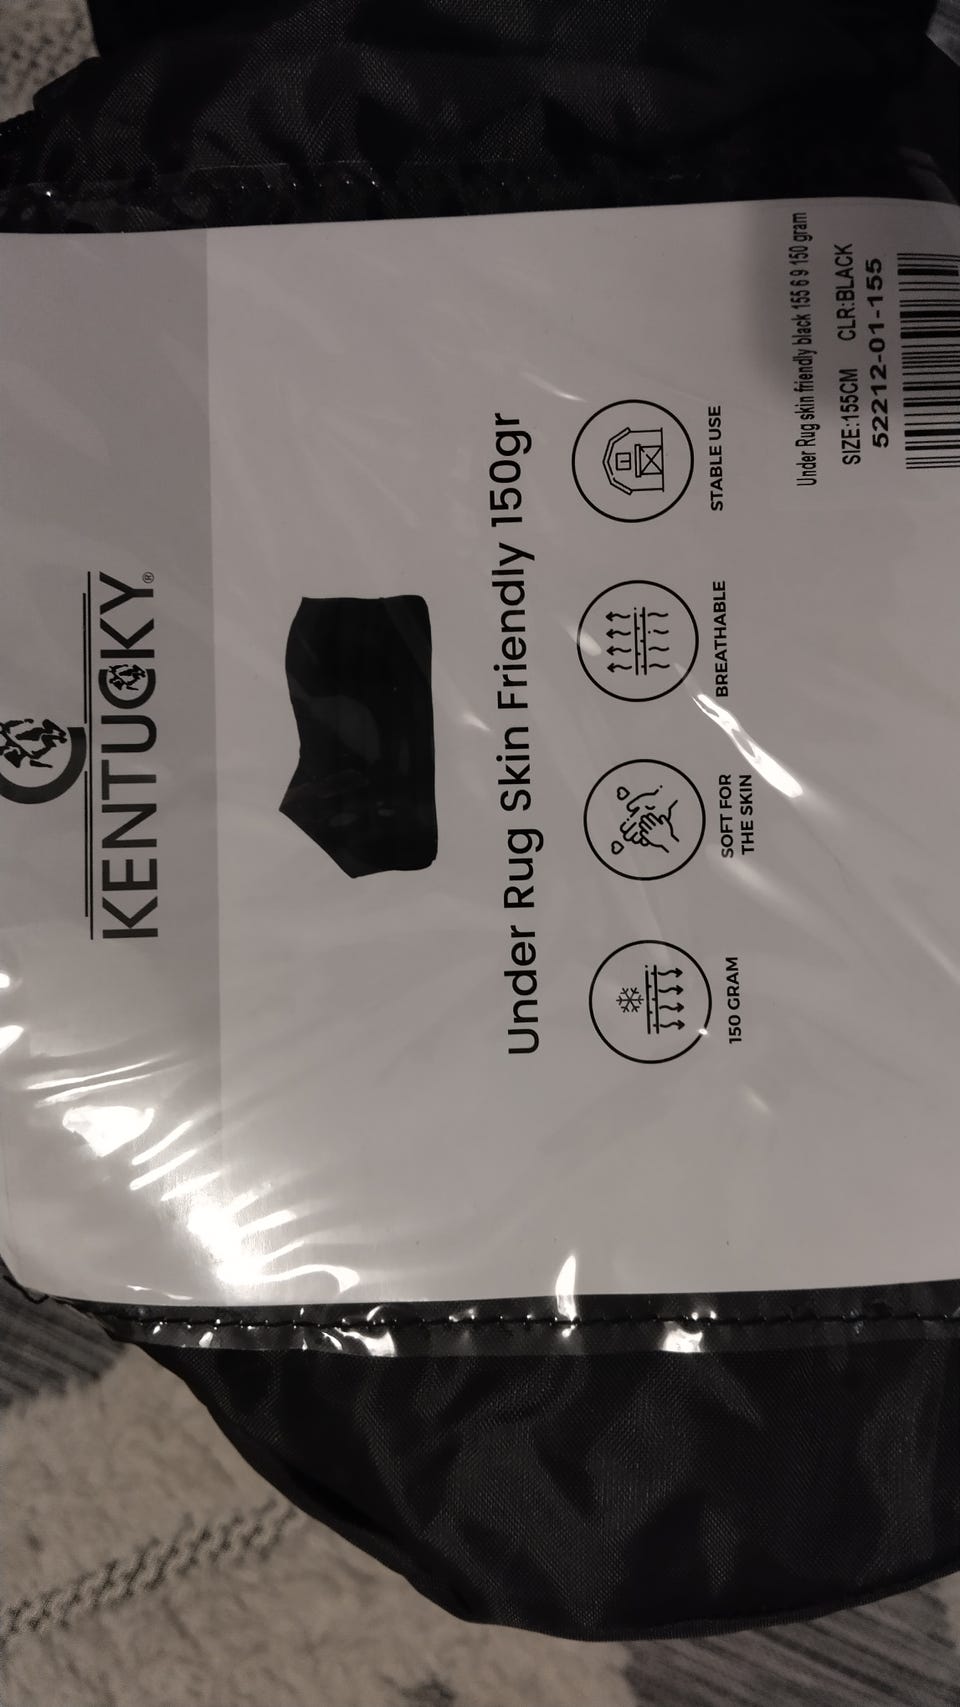 KENTUCKY®
Under Rug Skin Friendly 150gr
150 GRAM
SOFT FOR
THE SKIN
BREATHABLE
STABLE USE
Under Rug skin friendly black 155 6 9 150 gram
SIZE:155CM CLR:BLACK
52212-01-155